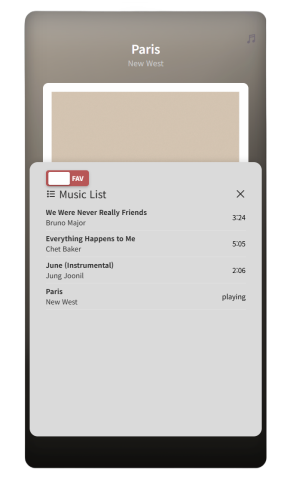 Paris
New West
FAV
Music List
We Were Never Really Friends
Bruno Major
3:24
Everything Happens to Me
Chet Baker
5:05
June (Instrumental)
Jung Joonil
2:06
Paris
New West
playing